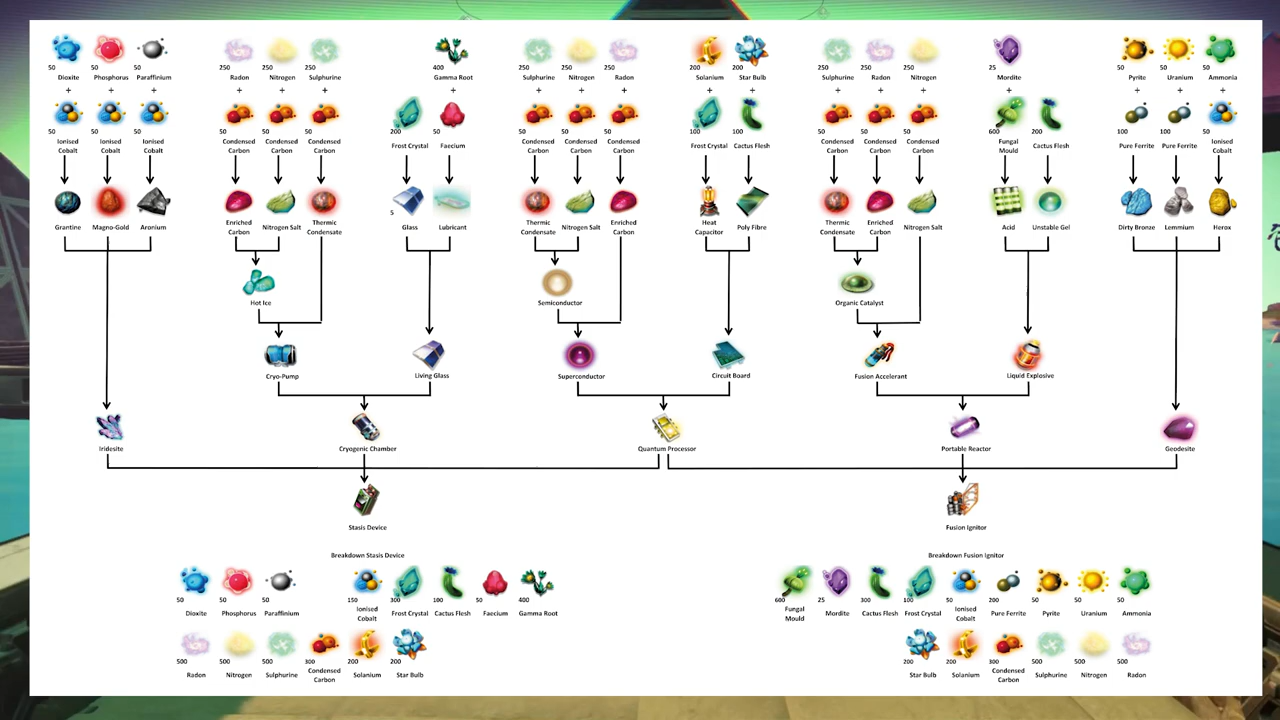 50 50 50 250 250 250 400 250 250 250 200 200 250 250 250 25 50 50 50
Dioxite Phosphorus Paraffinium Radon Nitrogen Sulphurine Gamma Root Sulphurine Nitrogen Radon Solanium Star Bulb Sulphurine Radon Nitrogen Mordite Pyrite Uranium Ammonia
+ + + + + + + + + + + + + + + + + + +
50 50 50 50 50 50 200 50 50 50 50 100 100 50 50 50 600 200 100 100 50
Ionised Cobalt Ionised Cobalt Ionised Cobalt Condensed Carbon Condensed Carbon Condensed Carbon Frost Crystal Faecium Condensed Carbon Condensed Carbon Condensed Carbon Frost Crystal Cactus Flesh Condensed Carbon Condensed Carbon Condensed Carbon Fungal Mould Cactus Flesh Pure Ferrite Pure Ferrite Ionised Cobalt
5
Grantine Magno-Gold Aronium Enriched Carbon Nitrogen Salt Thermic Condensate Glass Lubricant Thermic Condensate Nitrogen Salt Enriched Carbon Heat Capacitor Poly Fibre Thermic Condensate Enriched Carbon Nitrogen Salt Acid Unstable Gel Dirty Bronze Lemmium Herox
Hot Ice Semiconductor Organic Catalyst
Cryo-Pump Living Glass Superconductor Circuit Board Fusion Accelerant Liquid Explosive
Iridesite Cryogenic Chamber Quantum Processor Portable Reactor Geodesite
Stasis Device Fusion Ignitor
Breakdown Stasis Device Breakdown Fusion Ignitor
50 50 50 150 300 100 50 400 600 25 300 100 50 200 50 50 50
Dioxite Phosphorus Paraffinium Ionised Cobalt Frost Crystal Cactus Flesh Faecium Gamma Root Fungal Mould Mordite Cactus Flesh Frost Crystal Ionised Cobalt Pure Ferrite Pyrite Uranium Ammonia
500 500 500 300 200 200 200 200 300 500 500 500
Radon Nitrogen Sulphurine Condensed Carbon Solanium Star Bulb Star Bulb Solanium Condensed Carbon Sulphurine Nitrogen Radon